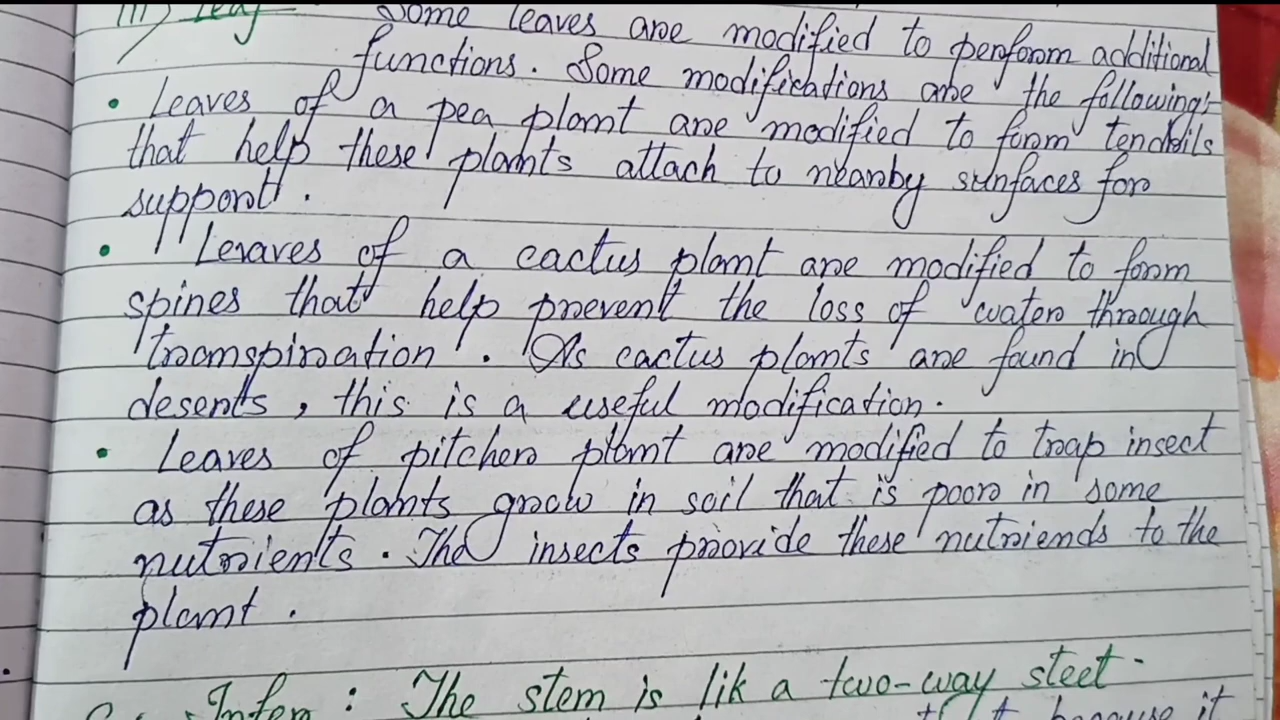 iii) Leaf Some leaves are modified to perform additional
functions. Some modifications are the following:-
• Leaves of a pea plant are modified to form tendrils
that help these plants attach to nearby surfaces for
support.
• Leaves of a cactus plant are modified to form
spines that help prevent the loss of water through
transpiration. As cactus plants are found in
deserts, this is a useful modification.
• Leaves of pitcher plant are modified to trap insect
as these plants grow in soil that is poor in some
nutrients. The insects provide these nutriends to the
plant.
Infer: The stem is lik a two-way steet.
because it